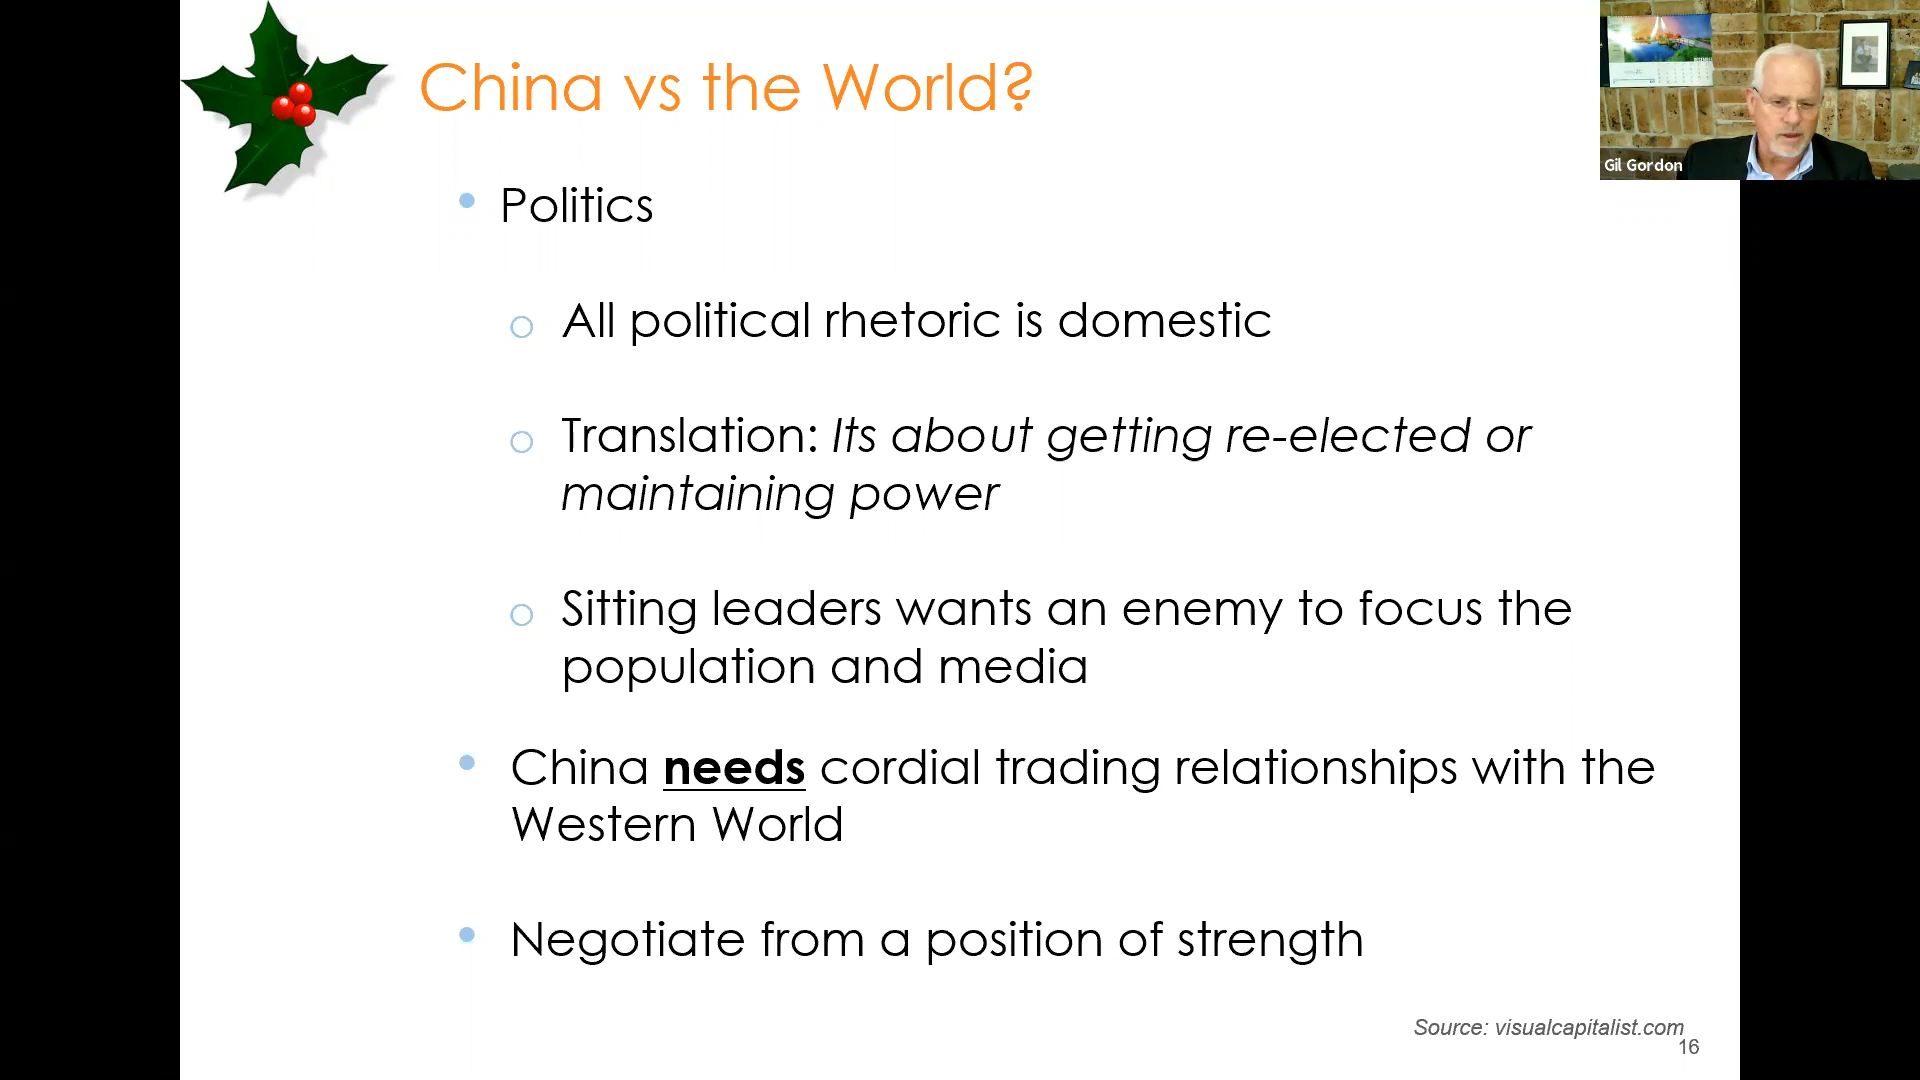 China vs the World?
Gil Gordon
• Politics
o All political rhetoric is domestic
o Translation: Its about getting re-elected or
maintaining power
o Sitting leaders wants an enemy to focus the
population and media
• China needs cordial trading relationships with the
Western World
• Negotiate from a position of strength
Source: visualcapitalist.com
16